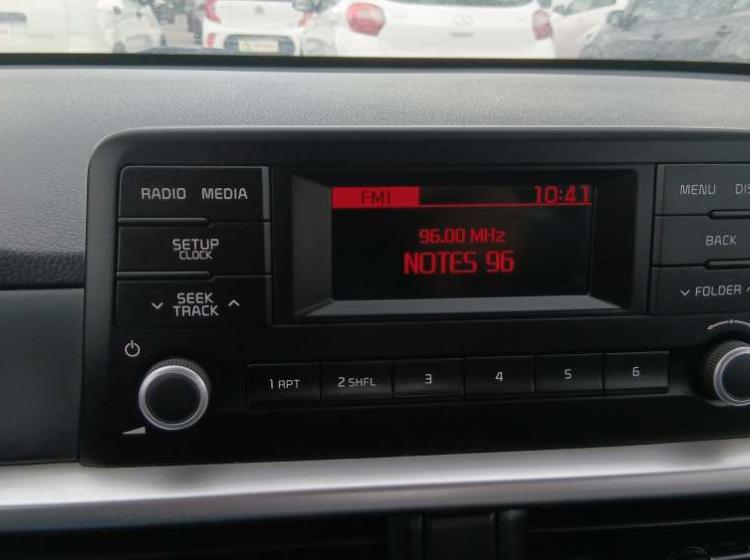 RADIO MEDIA
FM1 10:41
MENU
SETUP
CLOCK
96.00 MHz
NOTES 96
BACK
SEEK
TRACK
FOLDER
1 RPT
2 SHFL
3
4
5
6